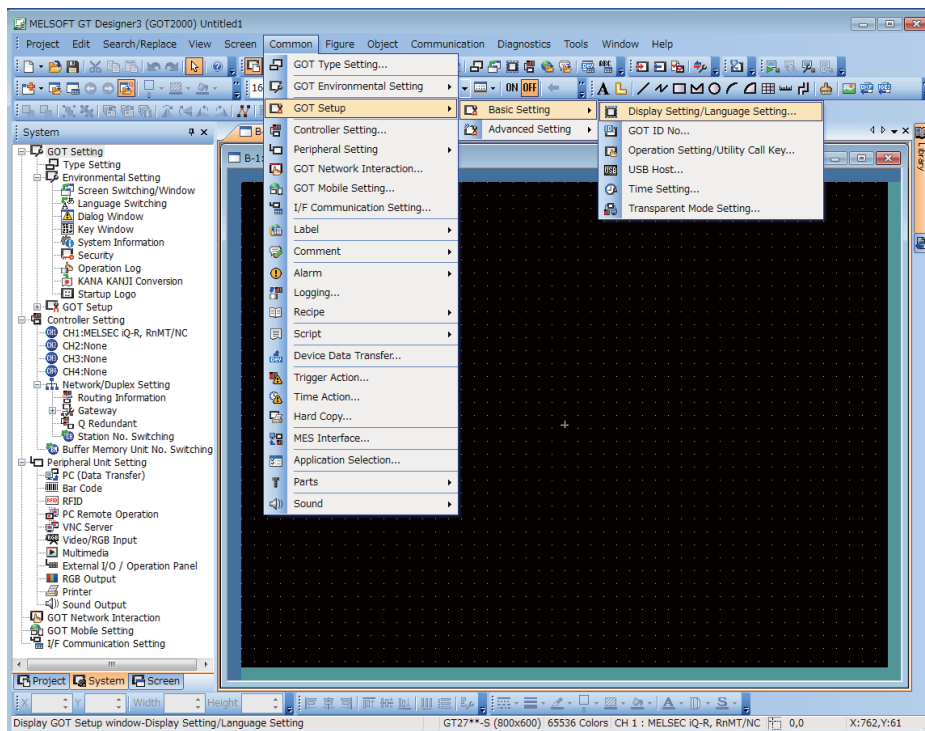 MELSOFT GT Designer3 (GOT2000) Untitled1
Project Edit Search/Replace View Screen Common Figure Object Communication Diagnostics Tools Window Help
16
ON OFF
System
B-
B-1:
Library
GOT Setting
Type Setting
Environmental Setting
Screen Switching/Window
Language Switching
Dialog Window
Key Window
System Information
Security
Operation Log
KANA KANJI Conversion
Startup Logo
GOT Setup
Controller Setting
CH1:MELSEC iQ-R, RnMT/NC
CH2:None
CH3:None
CH4:None
Network/Duplex Setting
Routing Information
Gateway
Q Redundant
Station No. Switching
Buffer Memory Unit No. Switching
Peripheral Unit Setting
PC (Data Transfer)
Bar Code
RFID
PC Remote Operation
VNC Server
Video/RGB Input
Multimedia
External I/O / Operation Panel
RGB Output
Printer
Sound Output
GOT Network Interaction
GOT Mobile Setting
I/F Communication Setting
Project System Screen
GOT Type Setting...
GOT Environmental Setting
GOT Setup
Controller Setting...
Peripheral Setting
GOT Network Interaction...
GOT Mobile Setting...
I/F Communication Setting...
Label
Comment
Alarm
Logging...
Recipe
Script
Device Data Transfer...
Trigger Action...
Time Action...
Hard Copy...
MES Interface...
Application Selection...
Parts
Sound
Basic Setting
Advanced Setting
Display Setting/Language Setting...
GOT ID No...
Operation Setting/Utility Call Key...
USB Host...
Time Setting...
Transparent Mode Setting...
X Y Width Height
Display GOT Setup window-Display Setting/Language Setting GT27**-S (800x600) 65536 Colors CH 1 : MELSEC iQ-R, RnMT/NC 0,0 X:762,Y:61